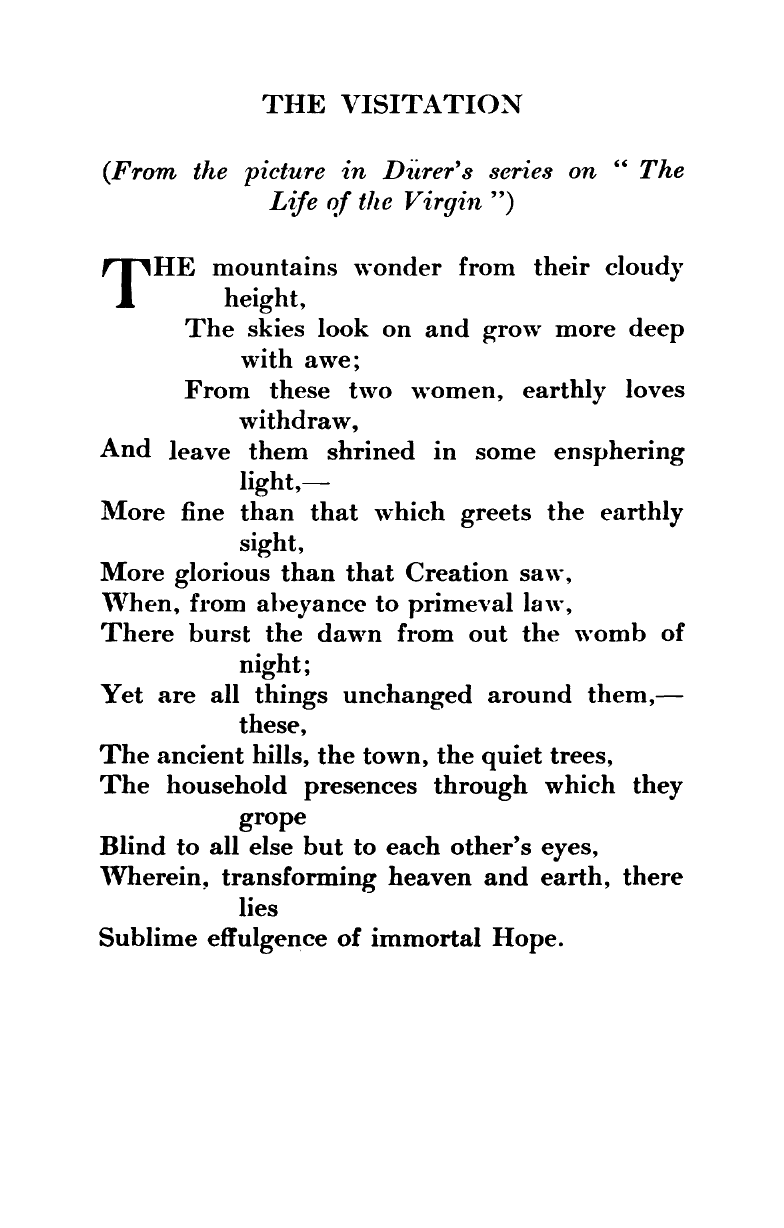 THE VISITATION
(From the picture in Dürer's series on “ The
Life of the Virgin ”)
THE mountains wonder from their cloudy
height,
The skies look on and grow more deep
with awe;
From these two women, earthly loves
withdraw,
And leave them shrined in some ensphering
light,—
More fine than that which greets the earthly
sight,
More glorious than that Creation saw,
When, from abeyance to primeval law,
There burst the dawn from out the womb of
night;
Yet are all things unchanged around them,—
these,
The ancient hills, the town, the quiet trees,
The household presences through which they
grope
Blind to all else but to each other's eyes,
Wherein, transforming heaven and earth, there
lies
Sublime effulgence of immortal Hope.